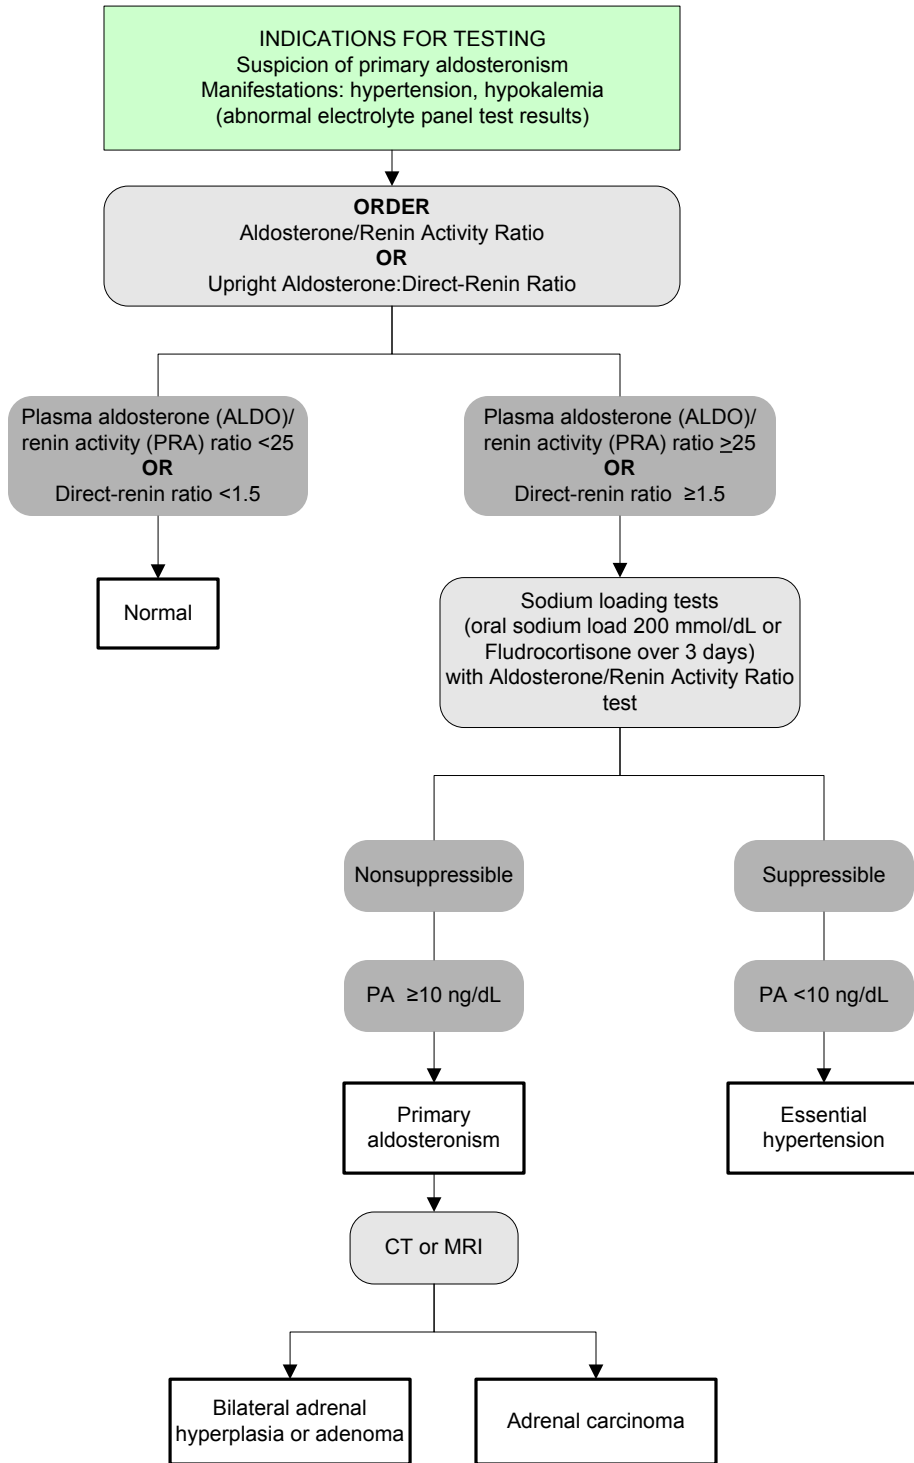 INDICATIONS FOR TESTING
Suspicion of primary aldosteronism
Manifestations: hypertension, hypokalemia
(abnormal electrolyte panel test results)
ORDER
Aldosterone/Renin Activity Ratio
OR
Upright Aldosterone:Direct-Renin Ratio
Plasma aldosterone (ALDO)/
renin activity (PRA) ratio <25
OR
Direct-renin ratio <1.5
Plasma aldosterone (ALDO)/
renin activity (PRA) ratio ≥25
OR
Direct-renin ratio ≥1.5
Normal
Sodium loading tests
(oral sodium load 200 mmol/dL or
Fludrocortisone over 3 days)
with Aldosterone/Renin Activity Ratio
test
Nonsuppressible
Suppressible
PA ≥10 ng/dL
PA <10 ng/dL
Primary
aldosteronism
Essential
hypertension
CT or MRI
Bilateral adrenal
hyperplasia or adenoma
Adrenal carcinoma